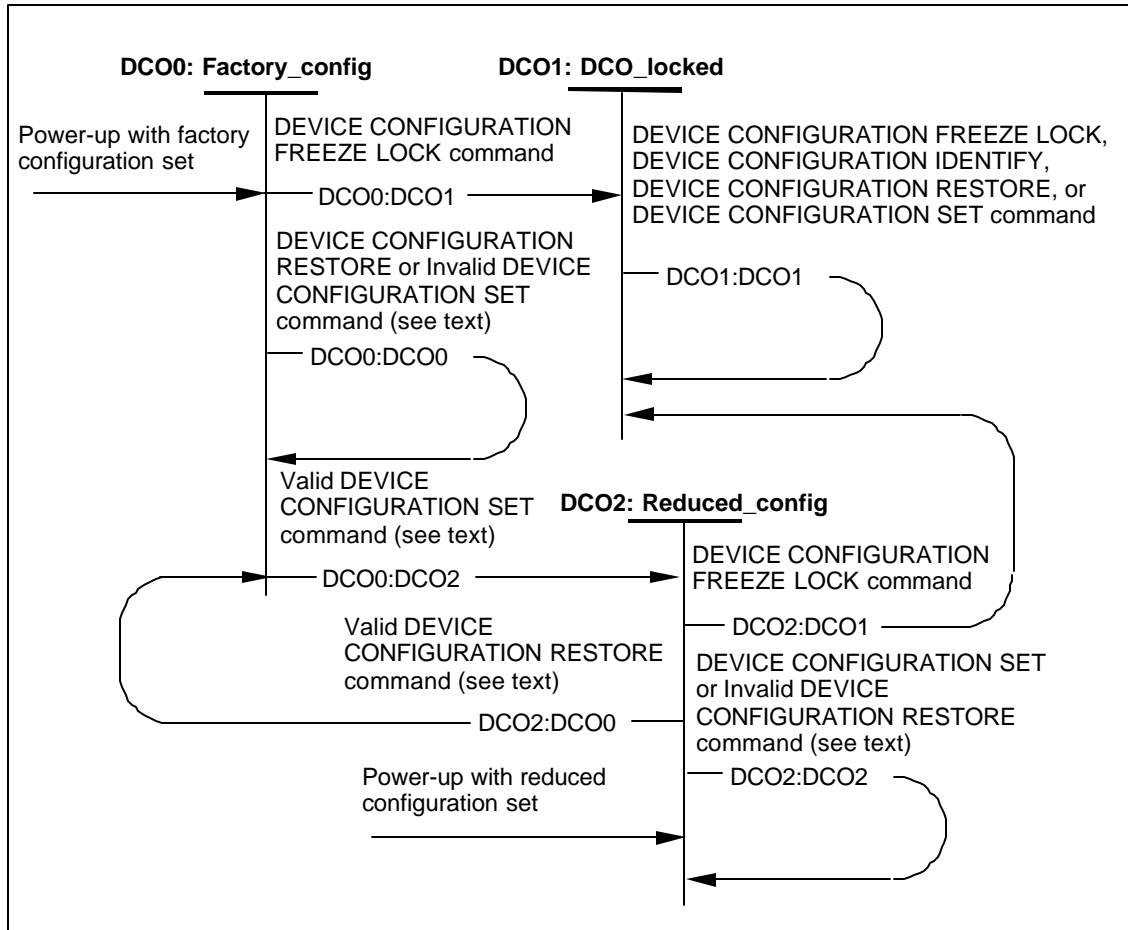 DCO0: Factory_config
DCO1: DCO_locked
Power-up with factory
configuration set
DEVICE CONFIGURATION
FREEZE LOCK command
DCO0:DCO1
DEVICE CONFIGURATION FREEZE LOCK,
DEVICE CONFIGURATION IDENTIFY,
DEVICE CONFIGURATION RESTORE, or
DEVICE CONFIGURATION SET command
DEVICE CONFIGURATION
RESTORE or Invalid DEVICE
CONFIGURATION SET
command (see text)
DCO0:DCO0
DCO1:DCO1
Valid DEVICE
CONFIGURATION SET
command (see text)
DCO0:DCO2
DCO2: Reduced_config
DEVICE CONFIGURATION
FREEZE LOCK command
DCO2:DCO1
Valid DEVICE
CONFIGURATION RESTORE
command (see text)
DCO2:DCO0
DEVICE CONFIGURATION SET
or Invalid DEVICE
CONFIGURATION RESTORE
command (see text)
DCO2:DCO2
Power-up with reduced
configuration set